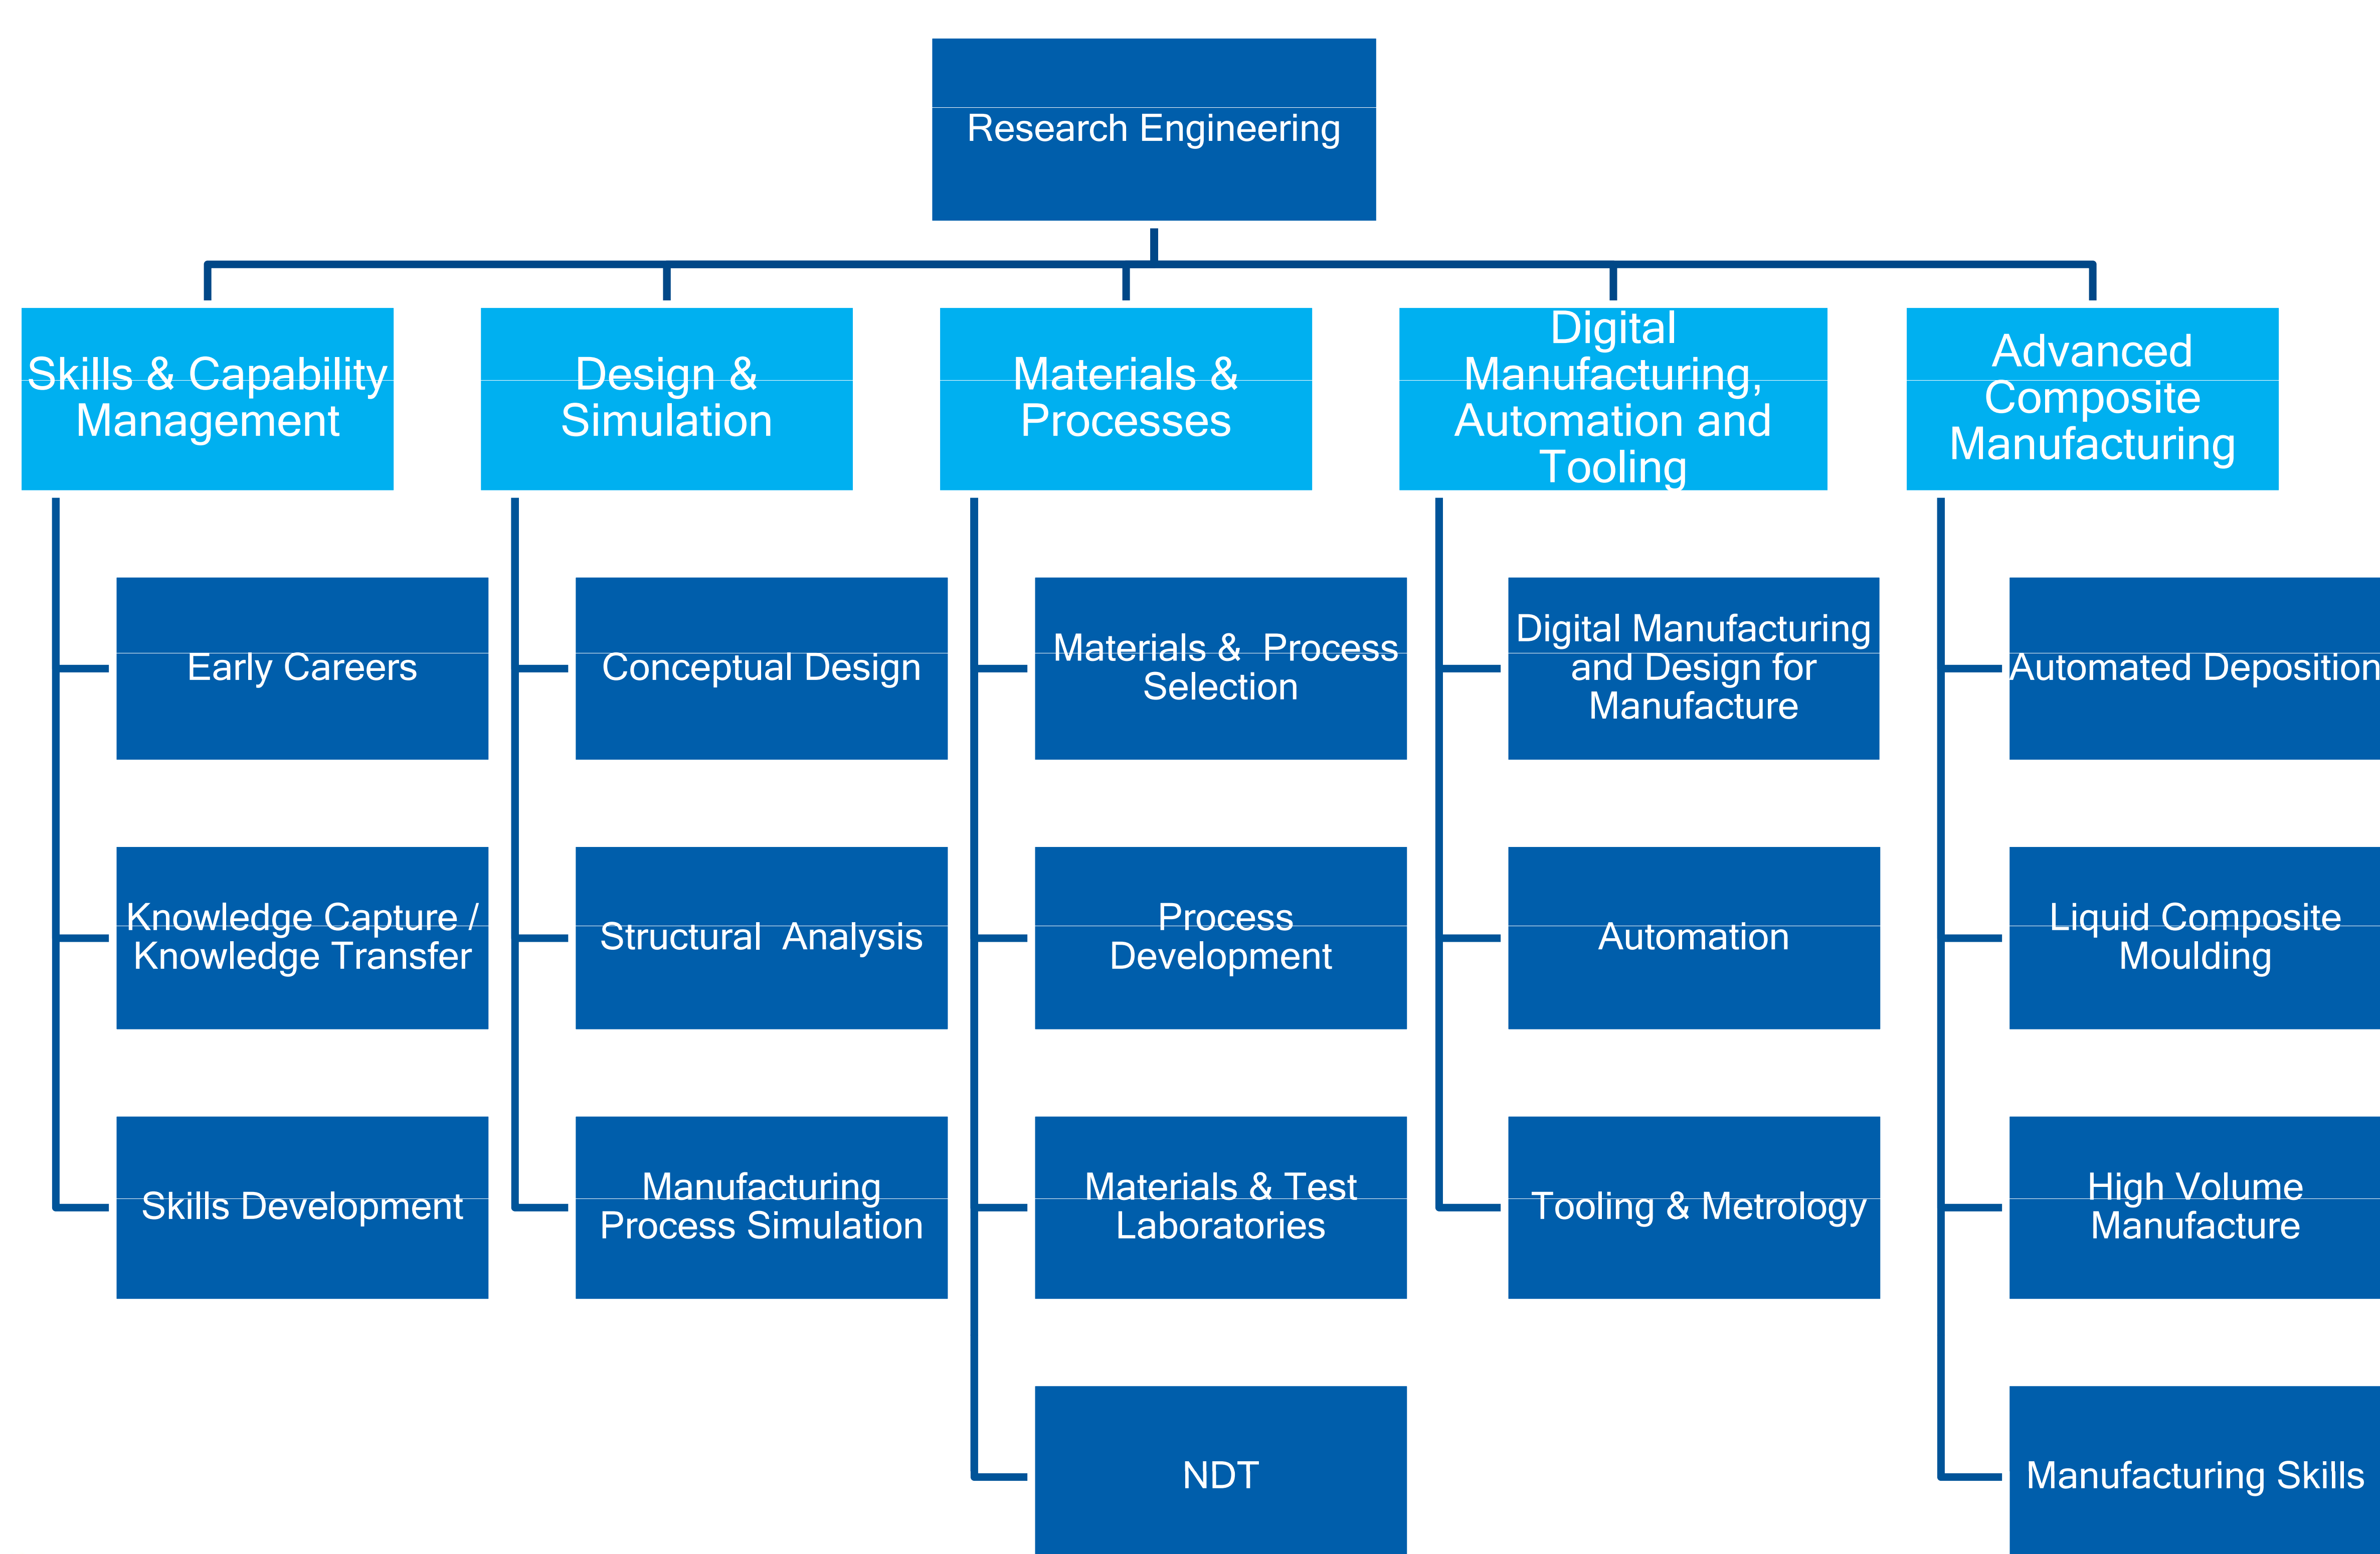 Research Engineering
Skills & Capability
Management
Design &
Simulation
Materials &
Processes
Digital
Manufacturing,
Automation and
Tooling
Advanced
Composite
Manufacturing
Early Careers
Knowledge Capture /
Knowledge Transfer
Skills Development
Conceptual Design
Structural  Analysis
Manufacturing
Process Simulation
Materials &  Process
Selection
Process
Development
Materials & Test
Laboratories
NDT
Digital Manufacturing
and Design for
Manufacture
Automation
Tooling & Metrology
Automated Deposition
Liquid Composite
Moulding
High Volume
Manufacture
Manufacturing Skills